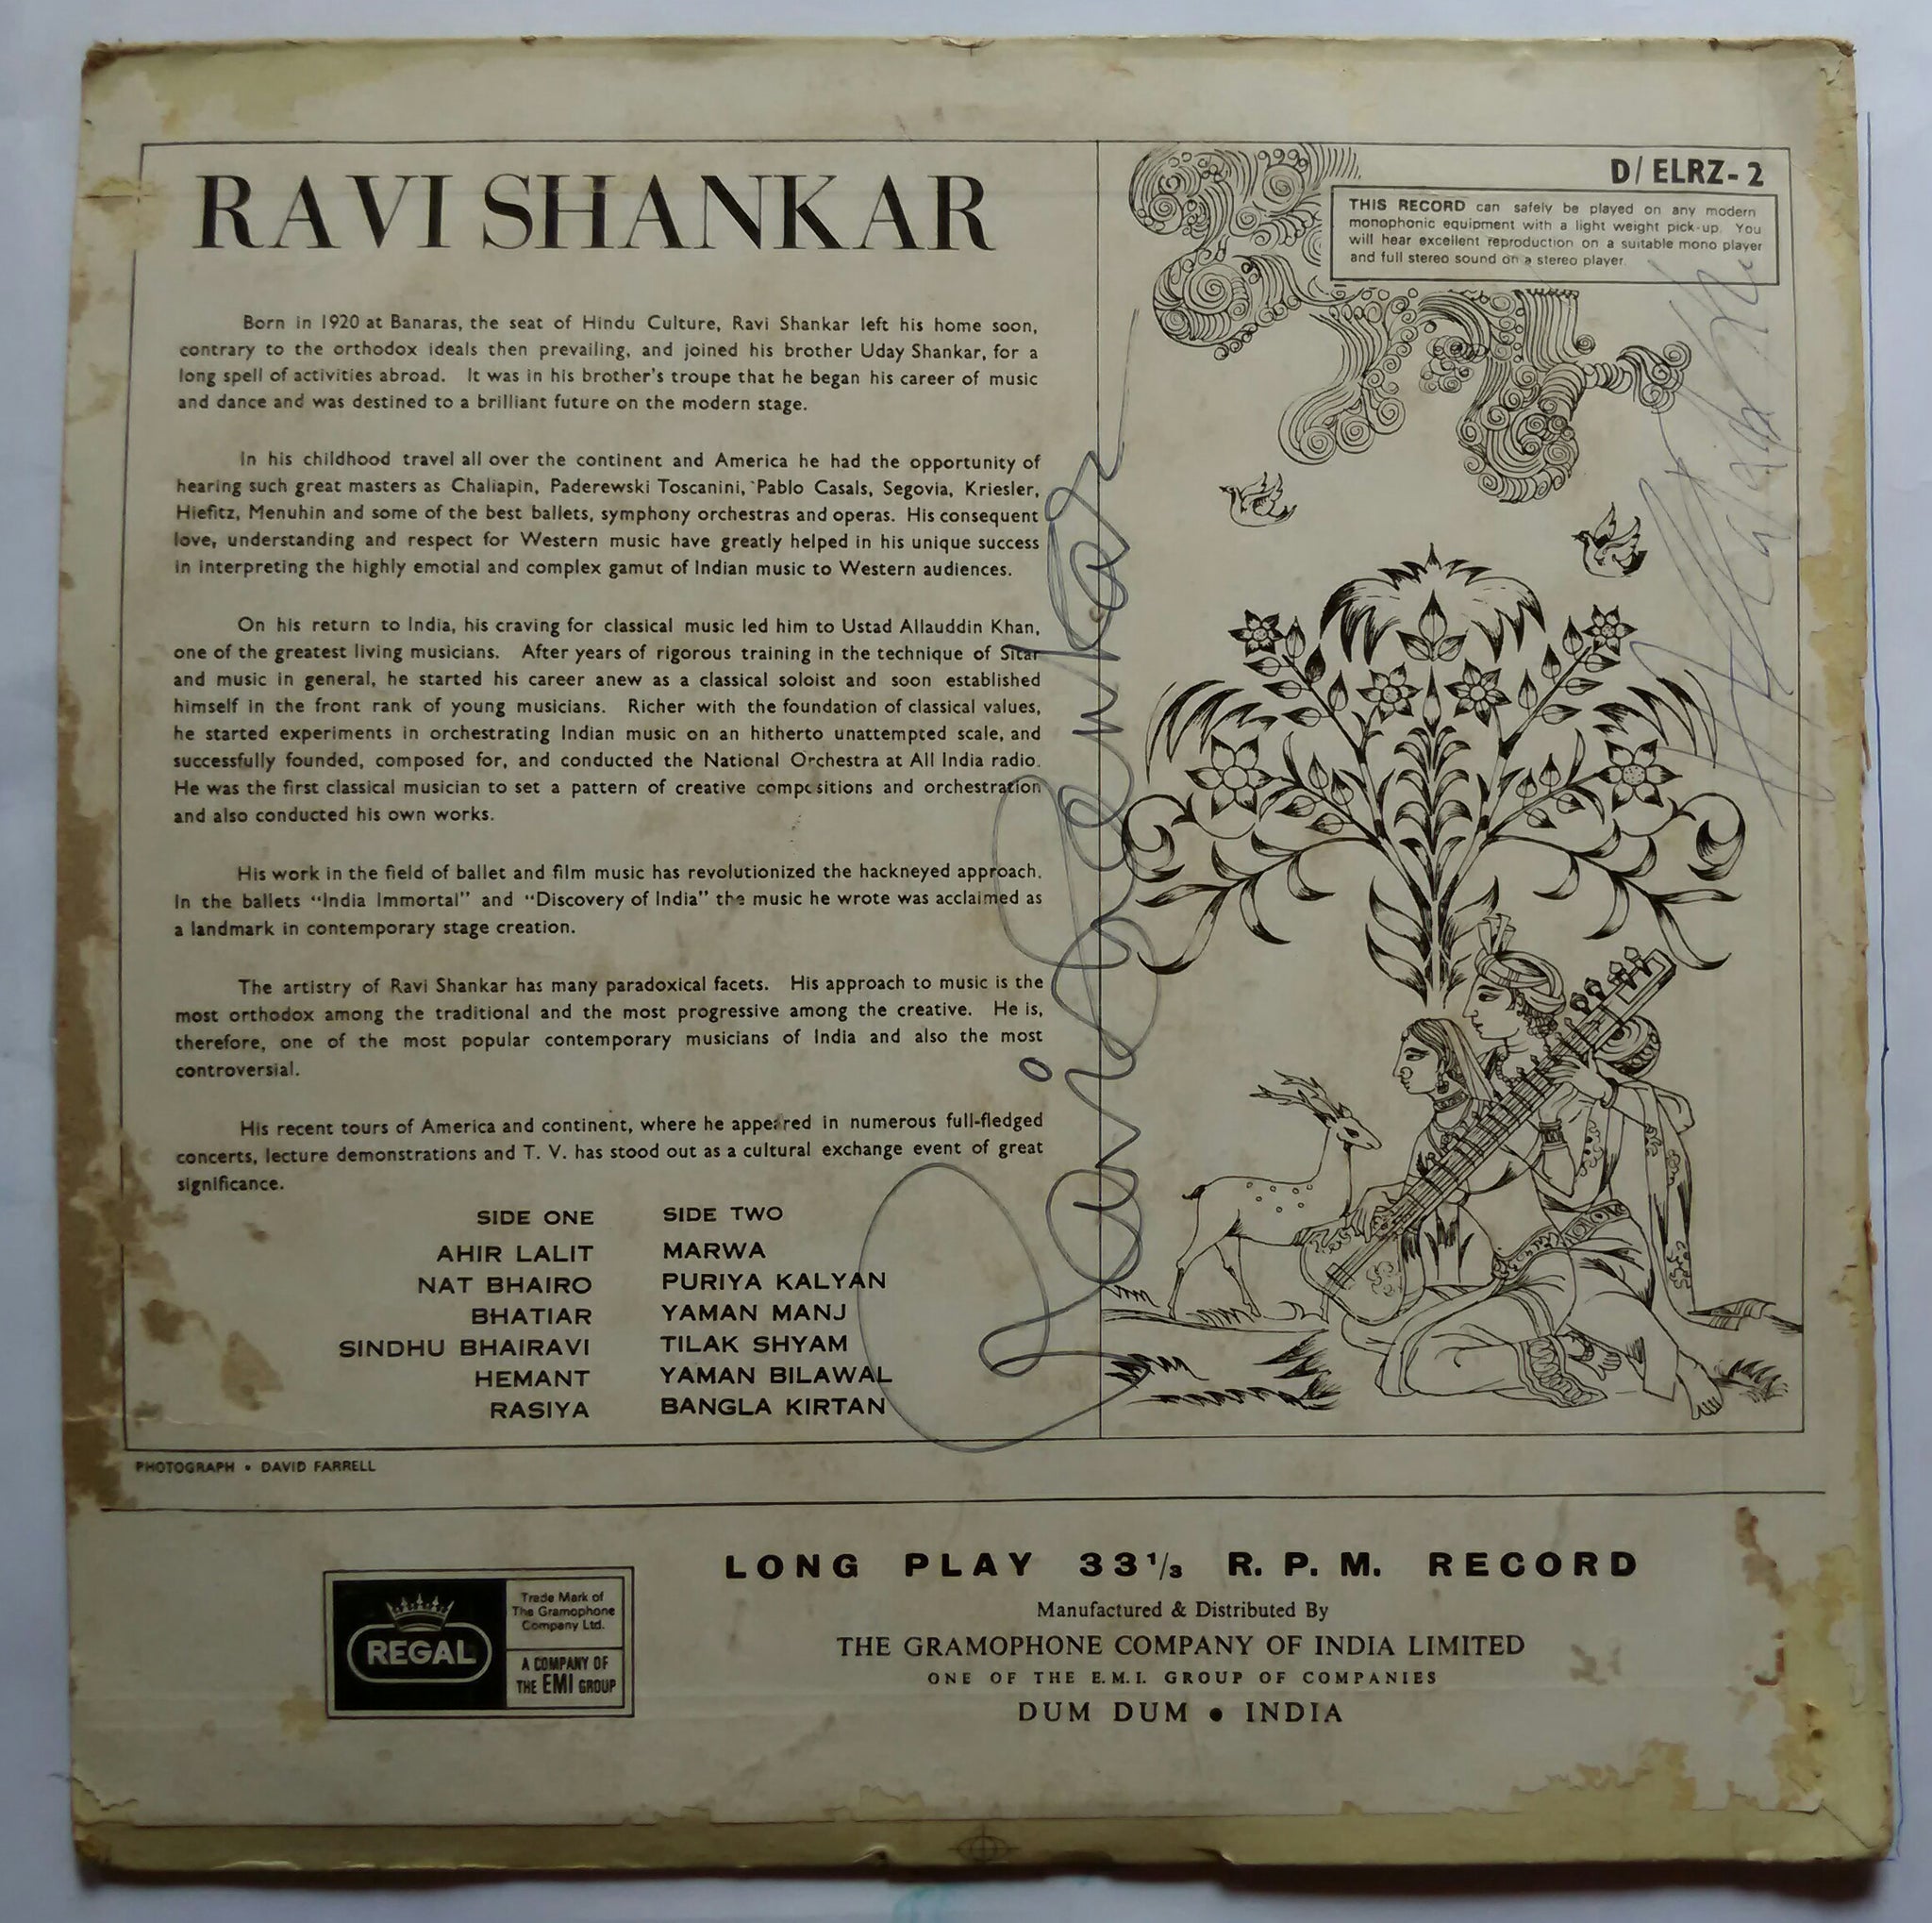 RAVI SHANKAR
Born in 1920 at Banaras, the seat of Hindu Culture, Ravi Shankar left his home soon,
contrary to the orthodox ideals then prevailing, and joined his brother Uday Shankar, for a
long spell of activities abroad. It was in his brother's troupe that he began his career of music
and dance and was destined to a brilliant future on the modern stage.
In his childhood travel all over the continent and America he had the opportunity of
hearing such great masters as Chaliapin, Paderewski Toscanini, Pablo Casals, Segovia, Kriesler,
Hiefitz, Menuhin and some of the best ballets, symphony orchestras and operas. His consequent
love, understanding and respect for Western music have greatly helped in his unique success
in interpreting the highly emotial and complex gamut of Indian music to Western audiences.
On his return to India, his craving for classical music led him to Ustad Allauddin Khan,
one of the greatest living musicians. After years of rigorous training in the technique of Sitar
and music in general, he started his career anew as a classical soloist and soon established
himself in the front rank of young musicians. Richer with the foundation of classical values,
he started experiments in orchestrating Indian music on an hitherto unattempted scale, and
successfully founded, composed for, and conducted the National Orchestra at All India radio.
He was the first classical musician to set a pattern of creative compositions and orchestration
and also conducted his own works.
His work in the field of ballet and film music has revolutionized the hackneyed approach.
In the ballets "India Immortal" and "Discovery of India" the music he wrote was acclaimed as
a landmark in contemporary stage creation.
The artistry of Ravi Shankar has many paradoxical facets. His approach to music is the
most orthodox among the traditional and the most progressive among the creative. He is,
therefore, one of the most popular contemporary musicians of India and also the most
controversial.
His recent tours of America and continent, where he appeared in numerous full-fledged
concerts, lecture demonstrations and T. V. has stood out as a cultural exchange event of great
significance.
SIDE ONE
AHIR LALIT
NAT BHAIRO
BHATIAR
SINDHU BHAIRAVI
HEMANT
RASIYA
SIDE TWO
MARWA
PURIYA KALYAN
YAMAN MANJ
TILAK SHYAM
YAMAN BILAWAL
BANGLA KIRTAN
PHOTOGRAPH • DAVID FARRELL
Ravi Shankar
D/ ELRZ-2
THIS RECORD can safely be played on any modern
monophonic equipment with a light weight pick-up. You
will hear excellent reproduction on a suitable mono player
and full stereo sound on a stereo player.
REGAL
Trade Mark of
The Gramophone
Company Ltd.
A COMPANY OF
THE EMI GROUP
LONG PLAY 33 1/3 R. P. M. RECORD
Manufactured & Distributed By
THE GRAMOPHONE COMPANY OF INDIA LIMITED
ONE OF THE E.M.I. GROUP OF COMPANIES
DUM DUM • INDIA